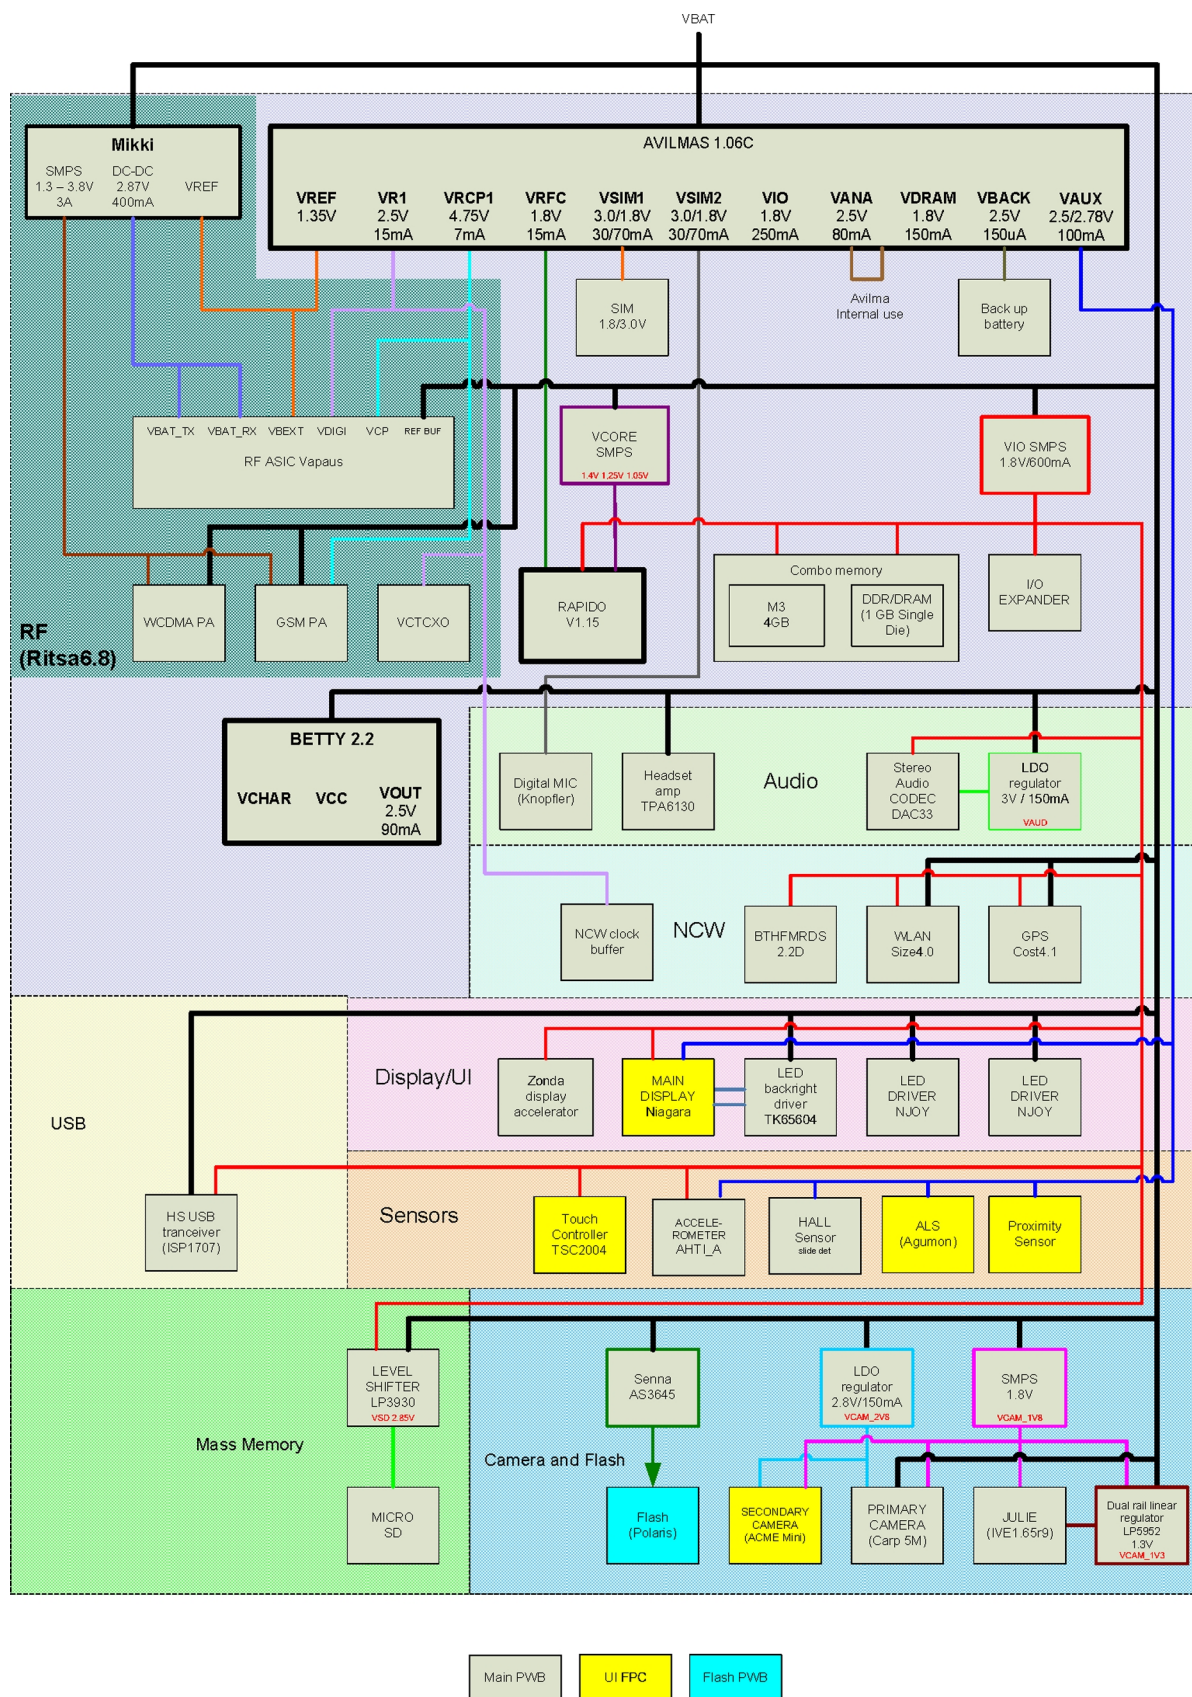 VBAT
Mikki
SMPS
1.3 – 3.8V
3A
DC-DC
2.87V
400mA
VREF
AVILMAS 1.06C
VREF
1.35V
VR1
2.5V
15mA
VRCP1
4.75V
7mA
VRFC
1.8V
15mA
VSIM1
3.0/1.8V
30/70mA
VSIM2
3.0/1.8V
30/70mA
VIO
1.8V
250mA
VANA
2.5V
80mA
VDRAM
1.8V
150mA
VBACK
2.5V
150uA
VAUX
2.5/2.78V
100mA
SIM
1.8/3.0V
Avilma
Internal use
Back up
battery
VBAT_TX
VBAT_RX
VBEXT
VDIGI
VCP
REF BUF
RF ASIC Vapaus
VCORE
SMPS
1.4V 1,25V 1.05V
VIO SMPS
1.8V/600mA
WCDMA PA
GSM PA
VCTCXO
RF
(Ritsa6.8)
RAPIDO
V1.15
Combo memory
M3
4GB
DDR/DRAM
(1 GB Single
Die)
I/O
EXPANDER
BETTY 2.2
VCHAR
VCC
VOUT
2.5V
90mA
Digital MIC
(Knopfler)
Headset
amp
TPA6130
Audio
Stereo
Audio
CODEC
DAC33
LDO
regulator
3V / 150mA
VAUD
NCW clock
buffer
NCW
BTHFMRDS
2.2D
WLAN
Size4.0
GPS
Cost4.1
USB
Display/UI
Zonda
display
accelerator
MAIN
DISPLAY
Niagara
LED
backright
driver
TK65604
LED
DRIVER
NJOY
LED
DRIVER
NJOY
HS USB
tranceiver
(ISP1707)
Sensors
Touch
Controller
TSC2004
ACCELE-
ROMETER
AHTI_A
HALL
Sensor
slide det
ALS
(Agumon)
Proximity
Sensor
LEVEL
SHIFTER
LP3930
VSD 2.85V
Mass Memory
MICRO
SD
Senna
AS3645
LDO
regulator
2.8V/150mA
VCAM_2V8
SMPS
1.8V
VCAM_1V8
Camera and Flash
Flash
(Polaris)
SECONDARY
CAMERA
(ACME Mini)
PRIMARY
CAMERA
(Carp 5M)
JULIE
(IVE1.65r9)
Dual rail linear
regulator
LP5952
1.3V
VCAM_1V3
Main PWB
UI FPC
Flash PWB